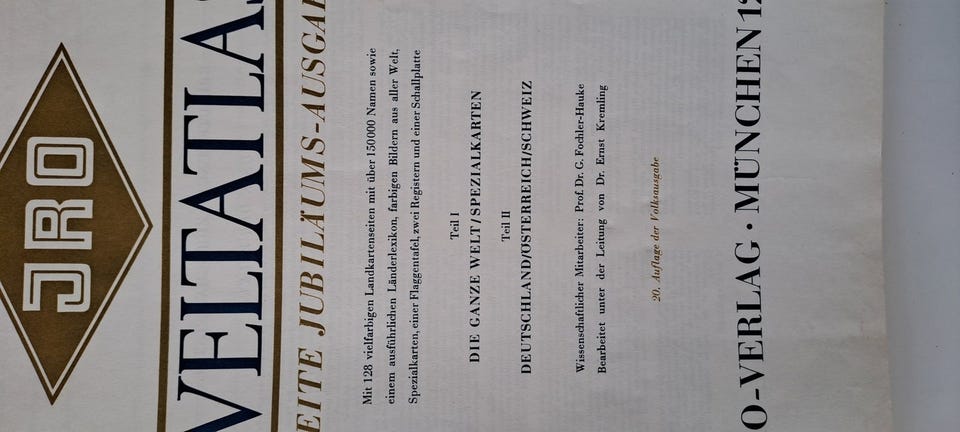 JRO
VELTATLAS
EITE JUBILÄUMS-AUSGAB
Mit 128 vielfarbigen Landkartenseiten mit über 150000 Namen sowie
einem ausführlichen Länderlexikon, farbigen Bildern aus aller Welt,
Spezialkarten, einer Flaggentafel, zwei Registern und einer Schallplatte
Teil I
DIE GANZE WELT/SPEZIALKARTEN
Teil II
DEUTSCHLAND/ÖSTERREICH/SCHWEIZ
Wissenschaftlicher Mitarbeiter: Prof. Dr. G. Fochler-Hauke
Bearbeitet unter der Leitung von Dr. Ernst Kremling
20. Auflage der Volksausgabe
O-VERLAG · MÜNCHEN 12